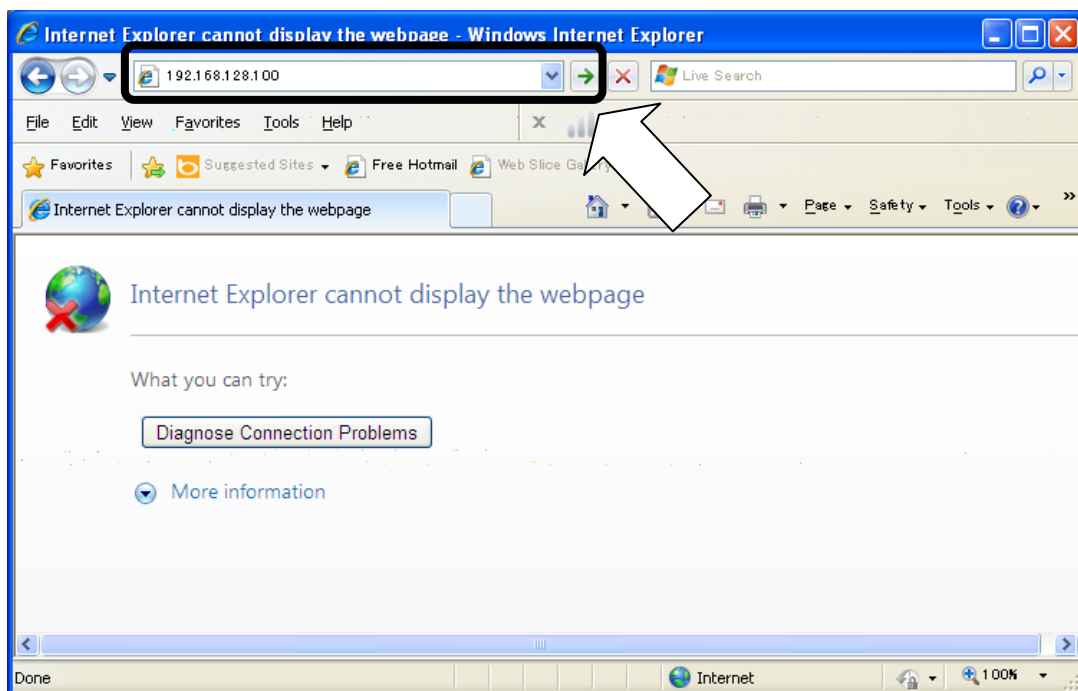 Internet Explorer cannot display the webpage - Windows Internet Explorer
192.168.128.100
Live Search
File Edit View Favorites Tools Help
x
Favorites Suggested Sites Free Hotmail Web Slice
Internet Explorer cannot display the webpage
Page Safety Tools »
Internet Explorer cannot display the webpage
What you can try:
Diagnose Connection Problems
More information
Done Internet 100%